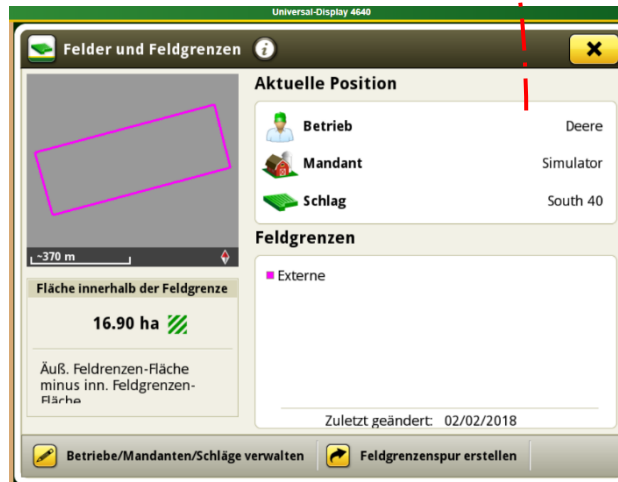 Universal-Display 4640
Felder und Feldgrenzen
Aktuelle Position
Betrieb Deere
Mandant Simulator
Schlag South 40
~370 m
Fläche innerhalb der Feldgrenze
16.90 ha
Äuß. Feldrenzen-Fläche
minus inn. Feldgrenzen-
Fläche
Feldgrenzen
Externe
Zuletzt geändert: 02/02/2018
Betriebe/Mandanten/Schläge verwalten
Feldgrenzenspur erstellen